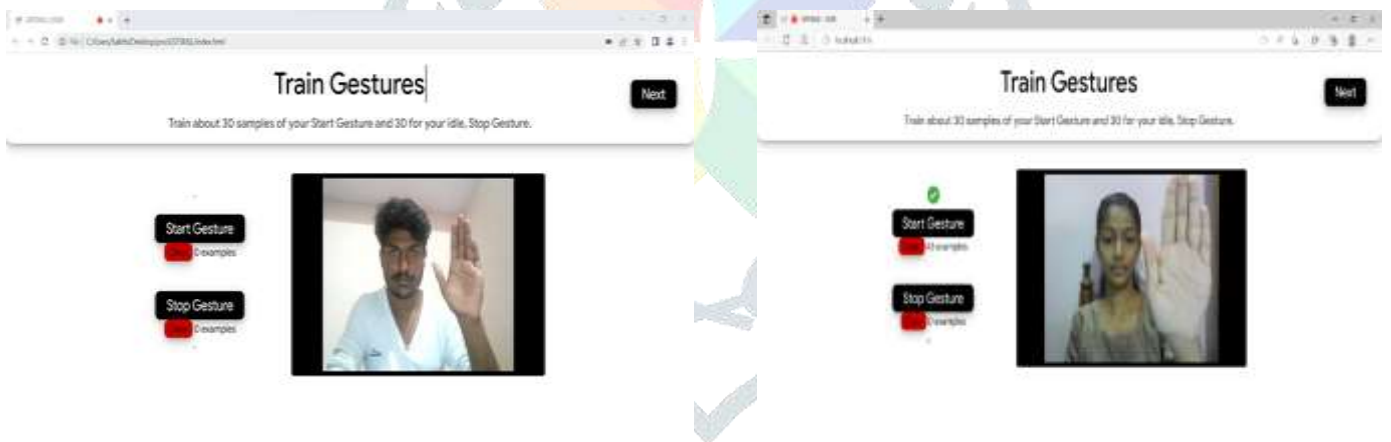 Train Gestures
Next
Train about 30 samples of your Start Gesture and 30 for your idle, Stop Gesture.
Start Gesture
0 examples
Stop Gesture
0 examples
Train Gestures
Next
Train about 30 samples of your Start Gesture and 30 for your idle, Stop Gesture.
Start Gesture
examples
Stop Gesture
examples